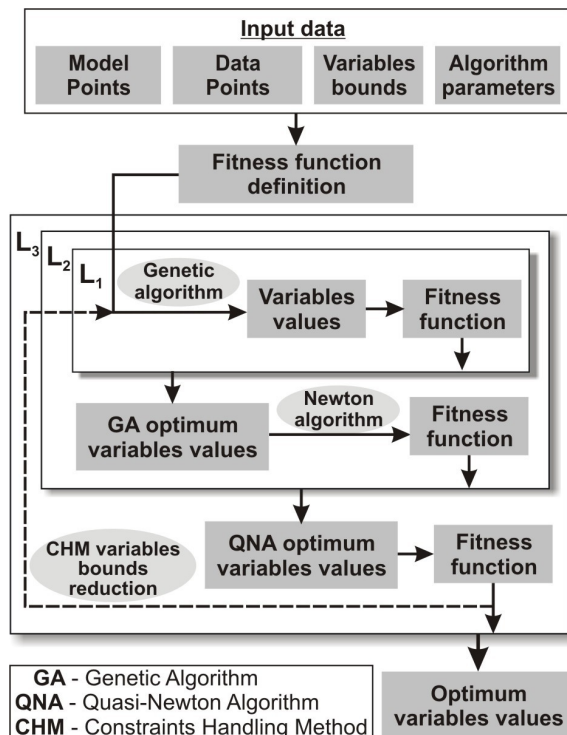 Input data
Model
Points
Data
Points
Variables
bounds
Algorithm
parameters
Fitness function
definition
L3
L2
L1
Genetic
algorithm
Variables
values
Fitness
function
GA optimum
variables values
Newton
algorithm
Fitness
function
CHM variables
bounds
reduction
QNA optimum
variables values
Fitness
function
GA - Genetic Algorithm
QNA - Quasi-Newton Algorithm
CHM - Constraints Handling Method
Optimum
variables values